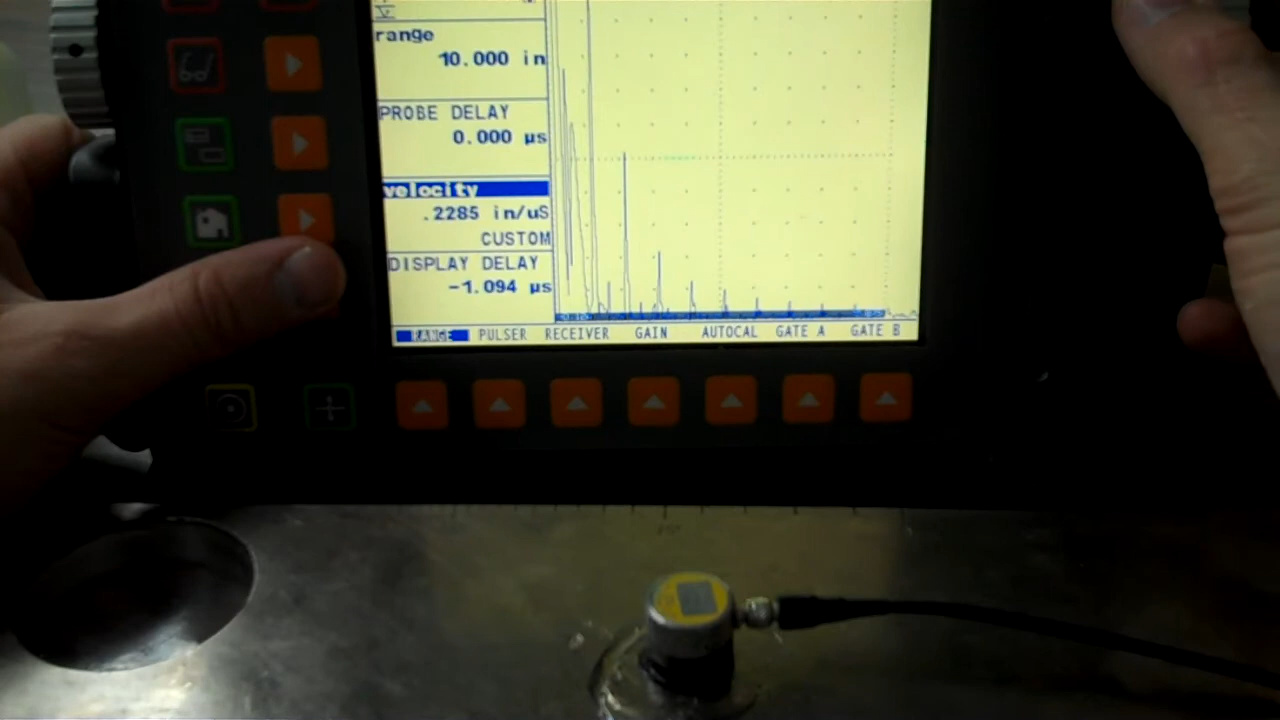 range
10.000 in
PROBE DELAY
0.000 µs
velocity
.2285 in/uS
CUSTOM
DISPLAY DELAY
-1.094 µs
RANGE PULSER RECEIVER GAIN AUTOCAL GATE A GATE B